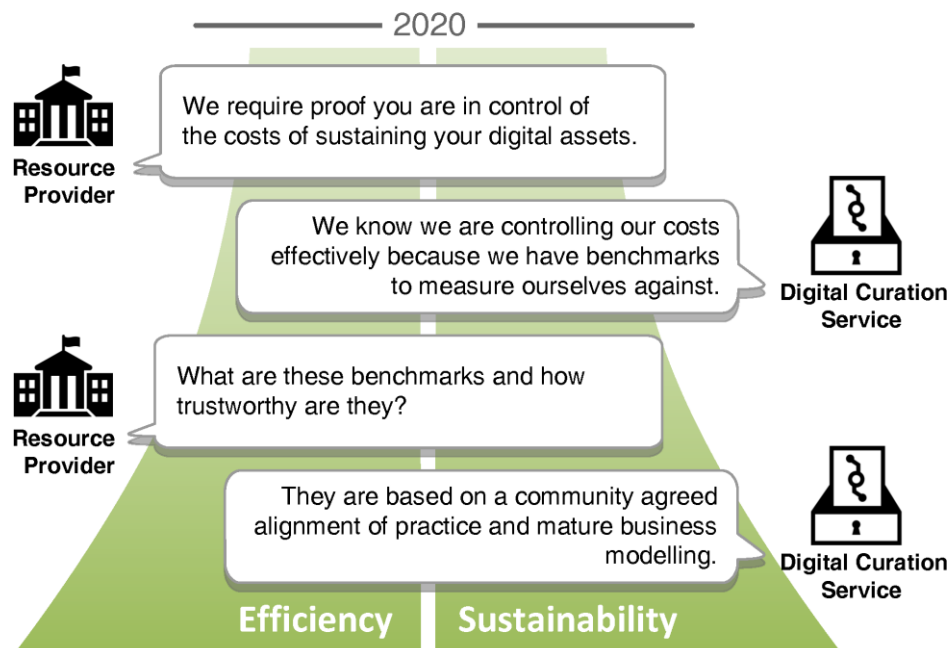 2020
We require proof you are in control of
the costs of sustaining your digital assets.
Resource
Provider
We know we are controlling our costs
effectively because we have benchmarks
to measure ourselves against.
Digital Curation
Service
What are these benchmarks and how
trustworthy are they?
Resource
Provider
They are based on a community agreed
alignment of practice and mature business
modelling.
Digital Curation
Service
Efficiency
Sustainability